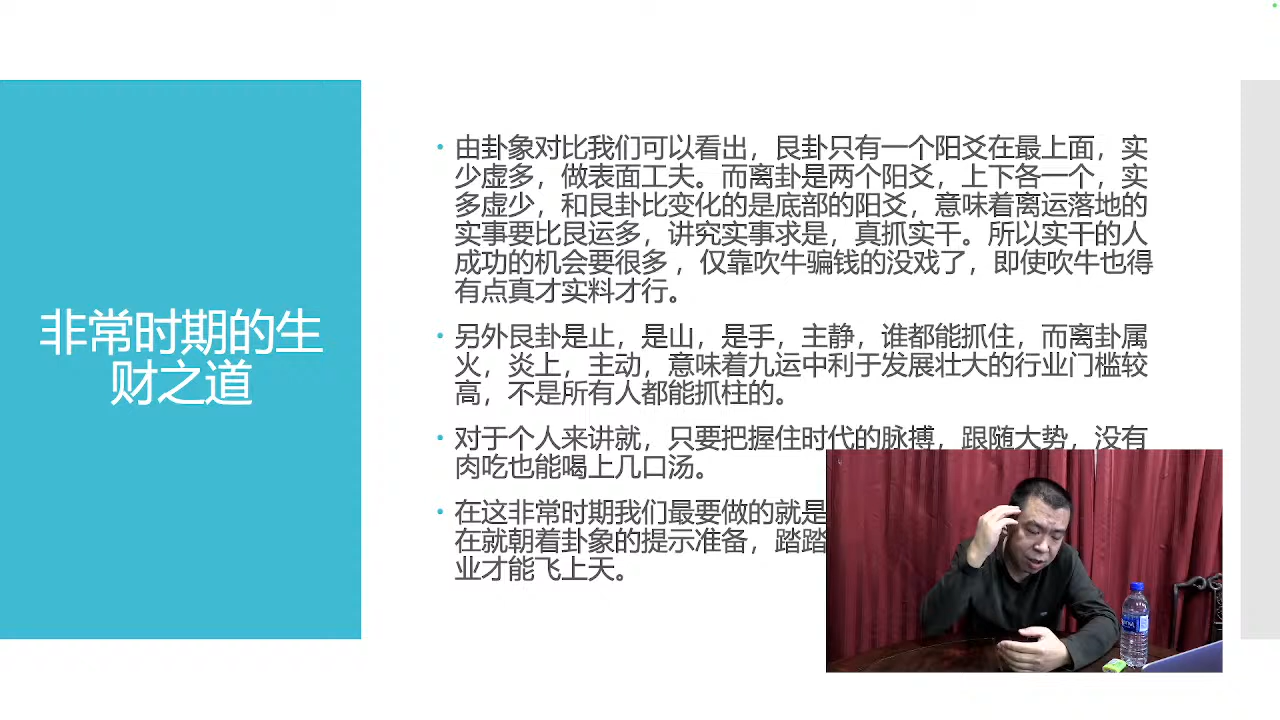 非常时期的生
财之道
• 由卦象对比我们可以看出，艮卦只有一个阳爻在最上面，实
少虚多，做表面工夫。而离卦是两个阳爻，上下各一个，实
多虚少，和艮卦比变化的是底部的阳爻，意味着离运落地的
实事要比艮运多，讲究实事求是，真抓实干。所以实干的人
成功的机会要很多 ，仅靠吹牛骗钱的没戏了，即使吹牛也得
有点真才实料才行。
• 另外艮卦是止，是山，是手，主静，谁都能抓住，而离卦属
火，炎上，主动，意味着九运中利于发展壮大的行业门槛较
高，不是所有人都能抓柱的。
• 对于个人来讲就，只要把握住时代的脉搏，跟随大势，没有
肉吃也能喝上几口汤。
• 在这非常时期我们最要做的就是
在就朝着卦象的提示准备，踏踏
业才能飞上天。